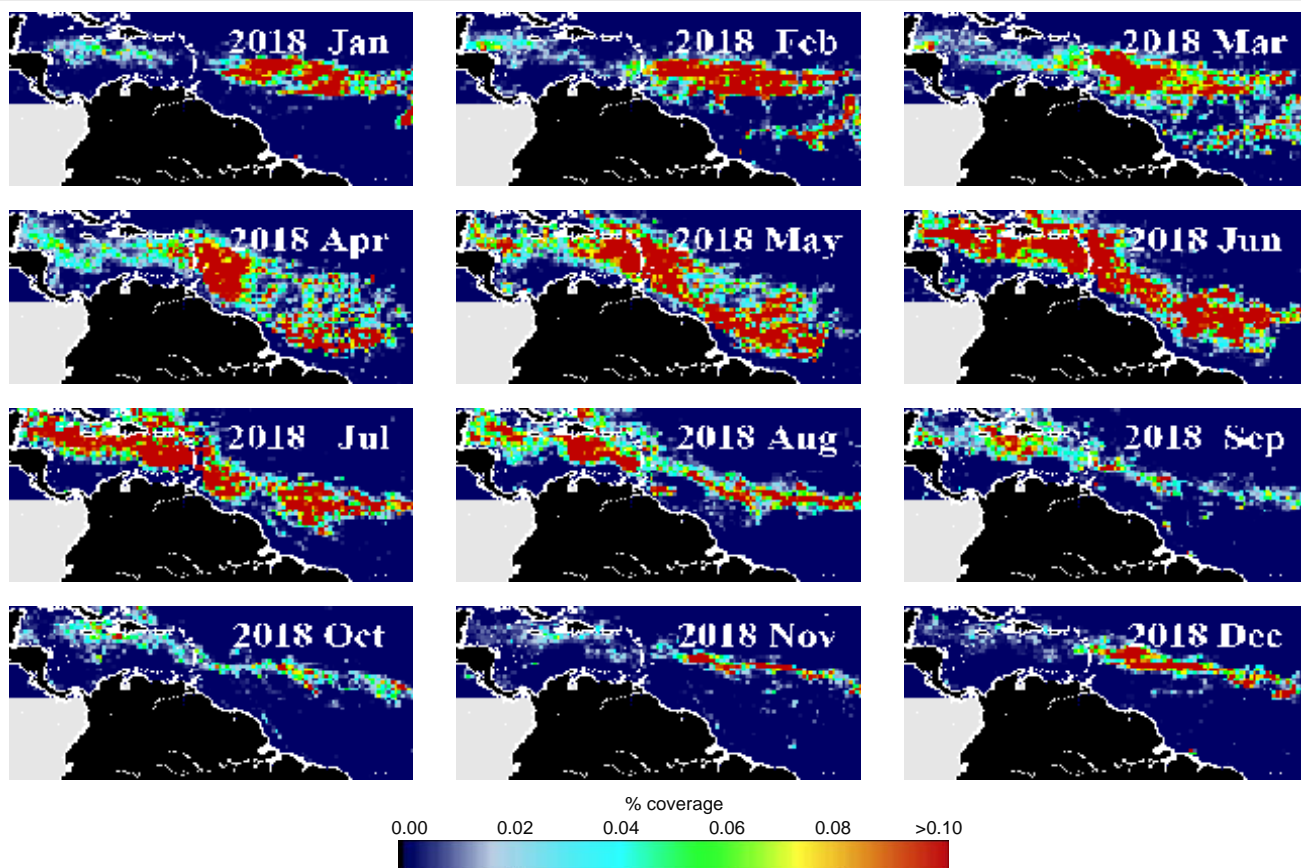 2018 Jan
2018 Feb
2018 Mar
2018 Apr
2018 May
2018 Jun
2018 Jul
2018 Aug
2018 Sep
2018 Oct
2018 Nov
2018 Dec
% coverage
0.00 0.02 0.04 0.06 0.08 >0.10